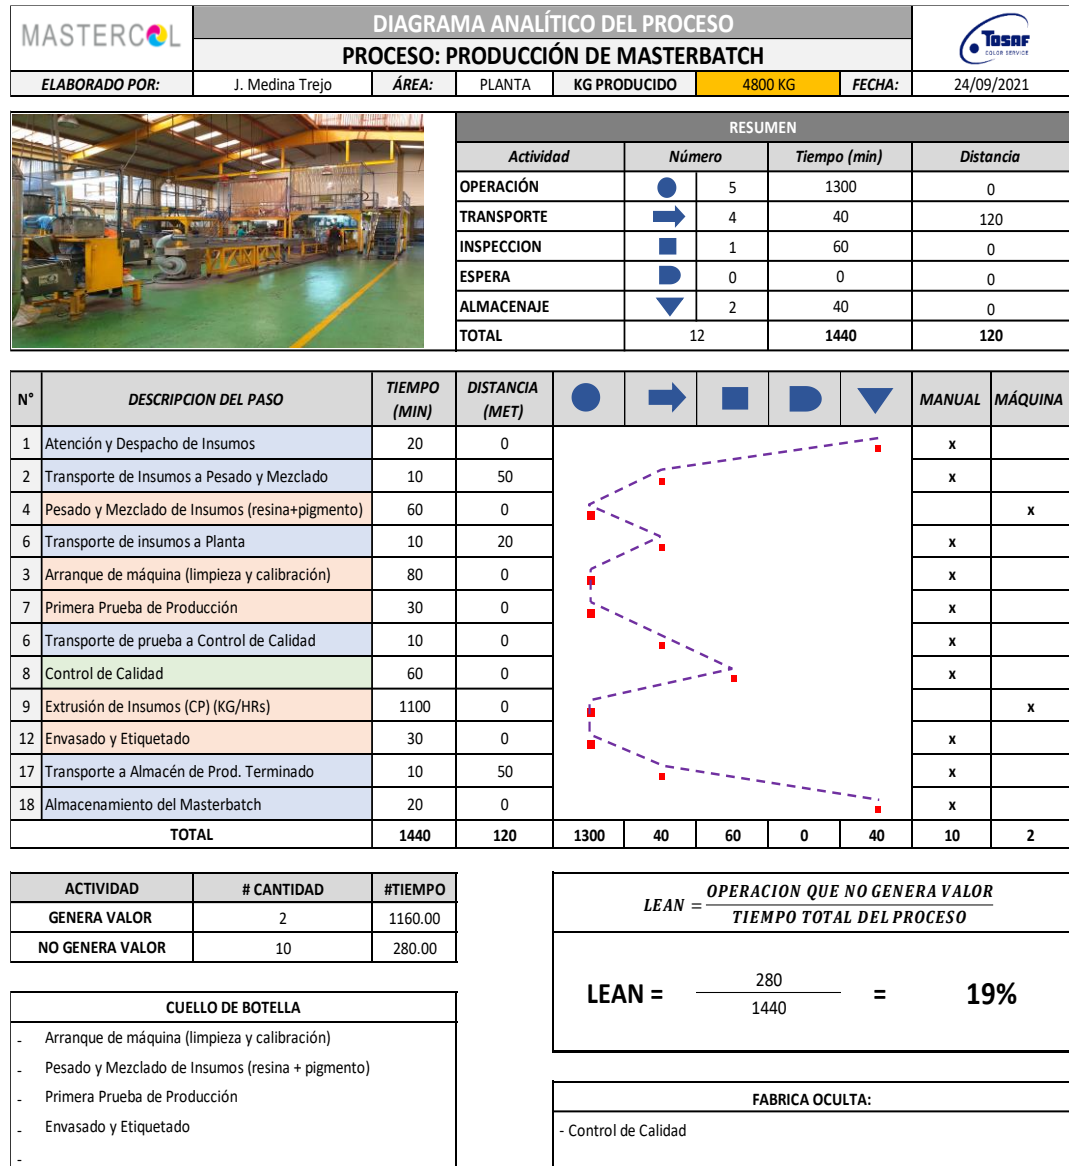 MASTERCOL
DIAGRAMA ANALÍTICO DEL PROCESO
PROCESO: PRODUCCIÓN DE MASTERBATCH
TOSAF
COLOR SERVICE
ELABORADO POR: J. Medina Trejo ÁREA: PLANTA KG PRODUCIDO 4800 KG FECHA: 24/09/2021
RESUMEN
Actividad Número Tiempo (min) Distancia
OPERACIÓN 5 1300 0
TRANSPORTE 4 40 120
INSPECCION 1 60 0
ESPERA 0 0 0
ALMACENAJE 2 40 0
TOTAL 12 1440 120
N° DESCRIPCION DEL PASO TIEMPO (MIN) DISTANCIA (MET) MANUAL MÁQUINA
1 Atención y Despacho de Insumos 20 0 x
2 Transporte de Insumos a Pesado y Mezclado 10 50 x
4 Pesado y Mezclado de Insumos (resina+pigmento) 60 0 x
6 Transporte de insumos a Planta 10 20 x
3 Arranque de máquina (limpieza y calibración) 80 0 x
7 Primera Prueba de Producción 30 0 x
6 Transporte de prueba a Control de Calidad 10 0 x
8 Control de Calidad 60 0 x
9 Extrusión de Insumos (CP) (KG/HRs) 1100 0 x
12 Envasado y Etiquetado 30 0 x
17 Transporte a Almacén de Prod. Terminado 10 50 x
18 Almacenamiento del Masterbatch 20 0 x
TOTAL 1440 120 1300 40 60 0 40 10 2
ACTIVIDAD # CANTIDAD #TIEMPO
GENERA VALOR 2 1160.00
NO GENERA VALOR 10 280.00
LEAN = OPERACION QUE NO GENERA VALOR
TIEMPO TOTAL DEL PROCESO
LEAN = 280 = 19%
1440
CUELLO DE BOTELLA
- Arranque de máquina (limpieza y calibración)
- Pesado y Mezclado de Insumos (resina + pigmento)
- Primera Prueba de Producción
- Envasado y Etiquetado
-
FABRICA OCULTA:
- Control de Calidad